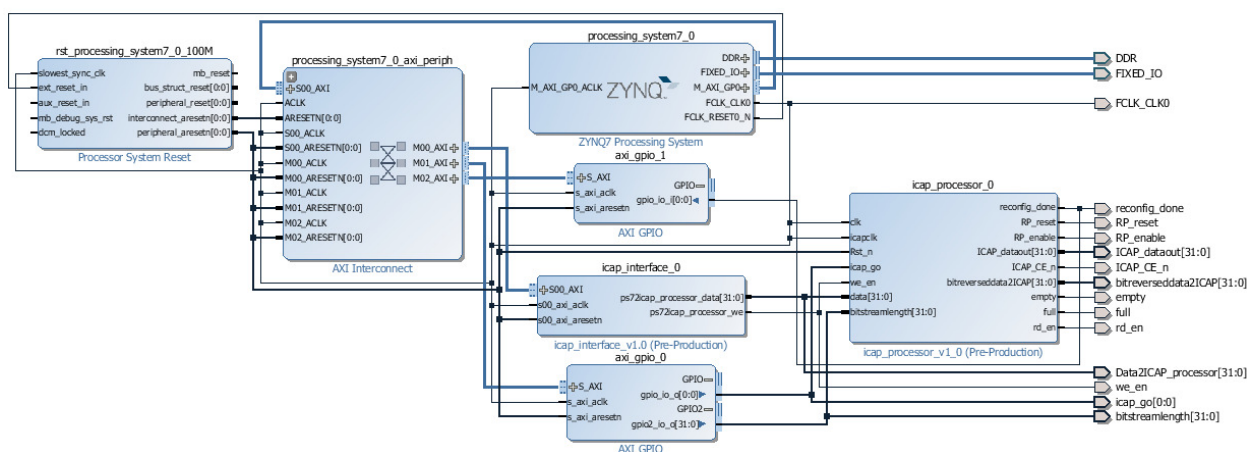 rst_processing_system7_0_100M
slowest_sync_clk
ext_reset_in
aux_reset_in
mb_debug_sys_rst
dcm_locked
mb_reset
bus_struct_reset[0:0]
peripheral_reset[0:0]
interconnect_aresetn[0:0]
peripheral_aresetn[0:0]
Processor System Reset
processing_system7_0_axi_periph
S00_AXI
ACLK
ARESETN[0:0]
S00_ACLK
S00_ARESETN[0:0]
M00_ACLK
M00_ARESETN[0:0]
M01_ACLK
M01_ARESETN[0:0]
M02_ACLK
M02_ARESETN[0:0]
M00_AXI
M01_AXI
M02_AXI
AXI Interconnect
processing_system7_0
M_AXI_GP0_ACLK
ZYNQ
DDR
FIXED_IO
M_AXI_GP0
FCLK_CLK0
FCLK_RESET0_N
ZYNQ7 Processing System
axi_gpio_1
S_AXI
s_axi_aclk
s_axi_aresetn
GPIO
gpio_io_i[0:0]
AXI GPIO
icap_interface_0
S00_AXI
s00_axi_aclk
s00_axi_aresetn
ps72icap_processor_data[31:0]
ps72icap_processor_we
icap_interface_v1.0 (Pre-Production)
axi_gpio_0
S_AXI
s_axi_aclk
s_axi_aresetn
GPIO
gpio_io_o[0:0]
GPIO2
gpio2_io_o[31:0]
AXI GPIO
icap_processor_0
clk
icapclk
Rst_n
icap_go
we_en
data[31:0]
bitstreamlength[31:0]
reconfig_done
RP_reset
RP_enable
ICAP_dataout[31:0]
ICAP_CE_n
bitreverseddata2ICAP[31:0]
empty
full
rd_en
icap_processor_v1_0 (Pre-Production)
DDR
FIXED_IO
FCLK_CLK0
reconfig_done
RP_reset
RP_enable
ICAP_dataout[31:0]
ICAP_CE_n
bitreverseddata2ICAP[31:0]
empty
full
rd_en
Data2ICAP_processor[31:0]
we_en
icap_go[0:0]
bitstreamlength[31:0]